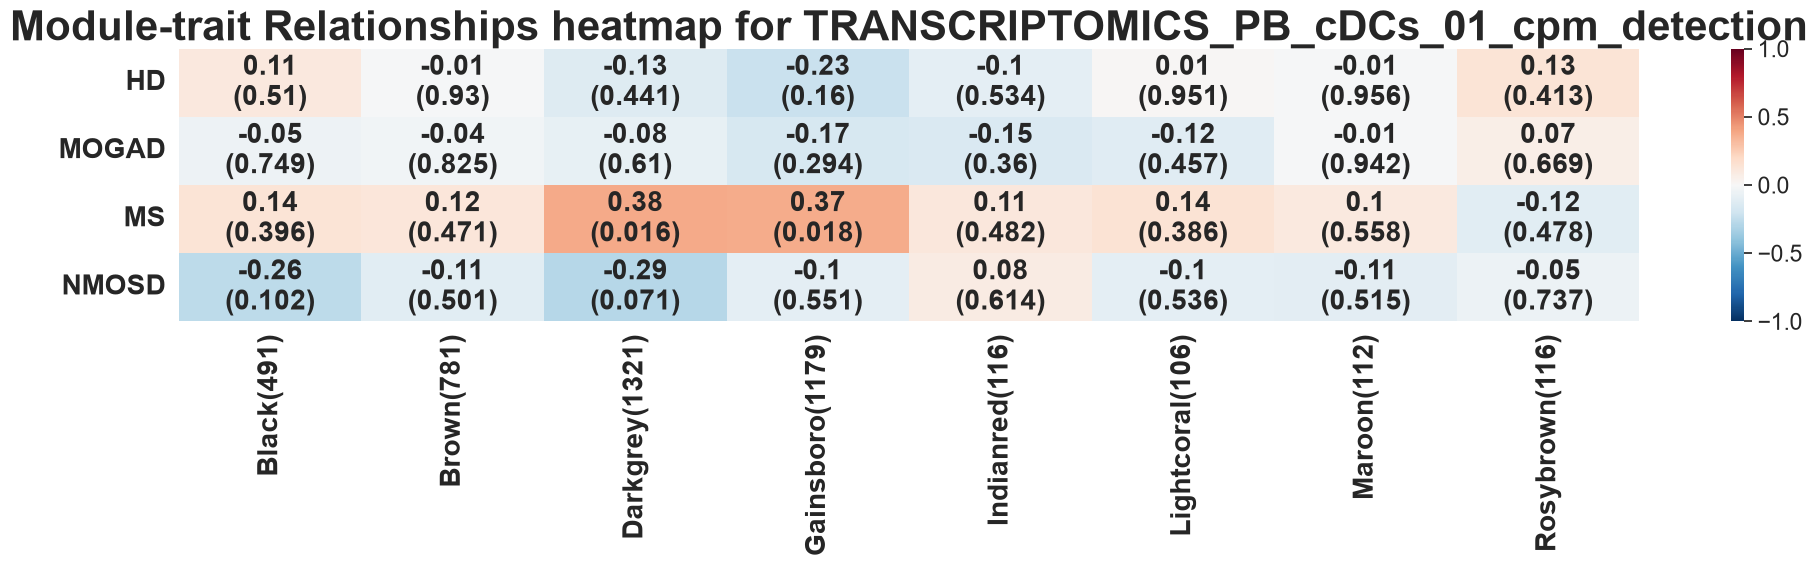 Module-trait Relationships heatmap for TRANSCRIPTOMICS_PB_cDCs_01_cpm_detection
HD 0.11 -0.01 -0.13 -0.23 -0.1 0.01 -0.01 0.13
(0.51) (0.93) (0.441) (0.16) (0.534) (0.951) (0.956) (0.413)
MOGAD -0.05 -0.04 -0.08 -0.17 -0.15 -0.12 -0.01 0.07
(0.749) (0.825) (0.61) (0.294) (0.36) (0.457) (0.942) (0.669)
MS 0.14 0.12 0.38 0.37 0.11 0.14 0.1 -0.12
(0.396) (0.471) (0.016) (0.018) (0.482) (0.386) (0.558) (0.478)
NMOSD -0.26 -0.11 -0.29 -0.1 0.08 -0.1 -0.11 -0.05
(0.102) (0.501) (0.071) (0.551) (0.614) (0.536) (0.515) (0.737)
Black(491)
Brown(781)
Darkgrey(1321)
Gainsboro(1179)
Indianred(116)
Lightcoral(106)
Maroon(112)
Rosybrown(116)
1.0
0.5
0.0
−0.5
−1.0